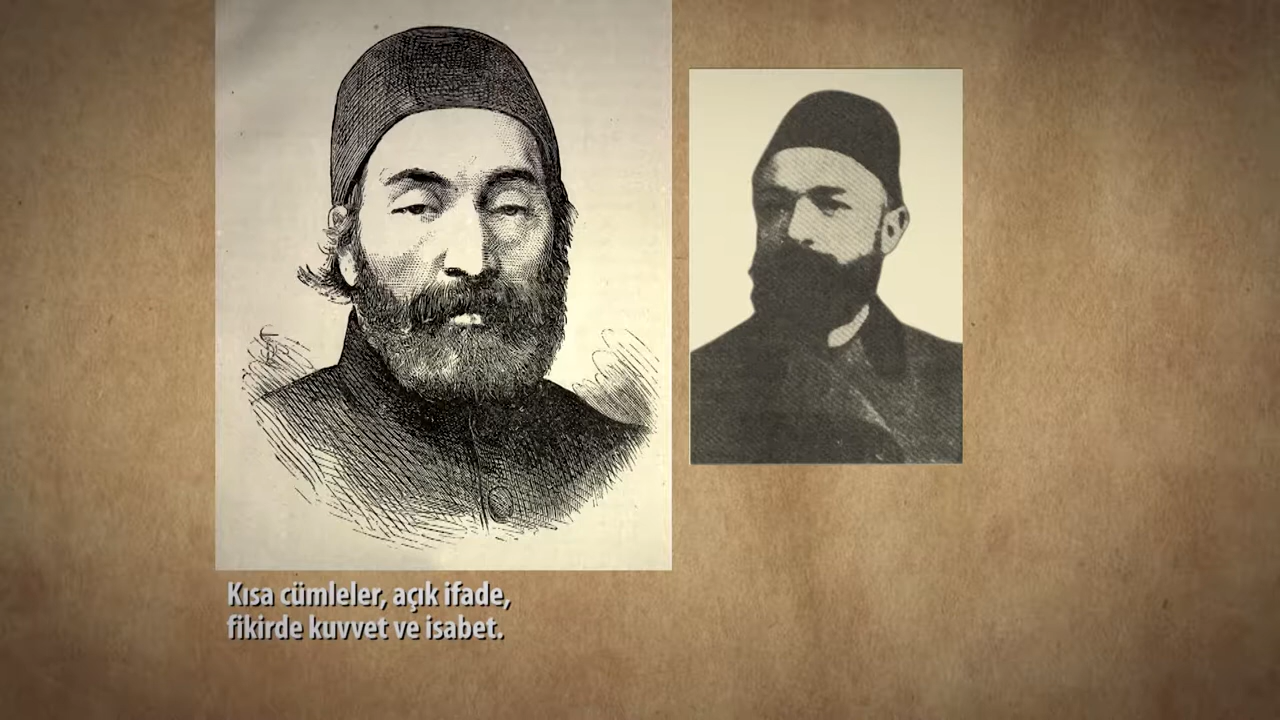 Kısa cümleler, açık ifade,
fikirde kuvvet ve isabet.